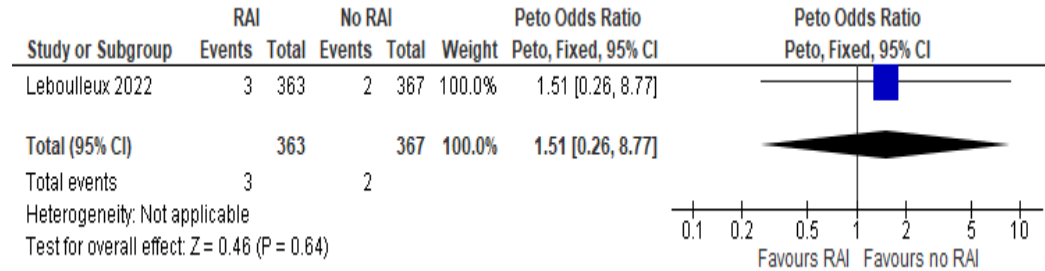 RAI No RAI Peto Odds Ratio Peto Odds Ratio
Study or Subgroup Events Total Events Total Weight Peto, Fixed, 95% CI Peto, Fixed, 95% CI
Leboulleux 2022 3 363 2 367 100.0% 1.51 [0.26, 8.77]
Total (95% CI) 363 367 100.0% 1.51 [0.26, 8.77]
Total events 3 2
Heterogeneity: Not applicable
Test for overall effect: Z = 0.46 (P = 0.64)
0.1 0.2 0.5 1 2 5 10
Favours RAI Favours no RAI